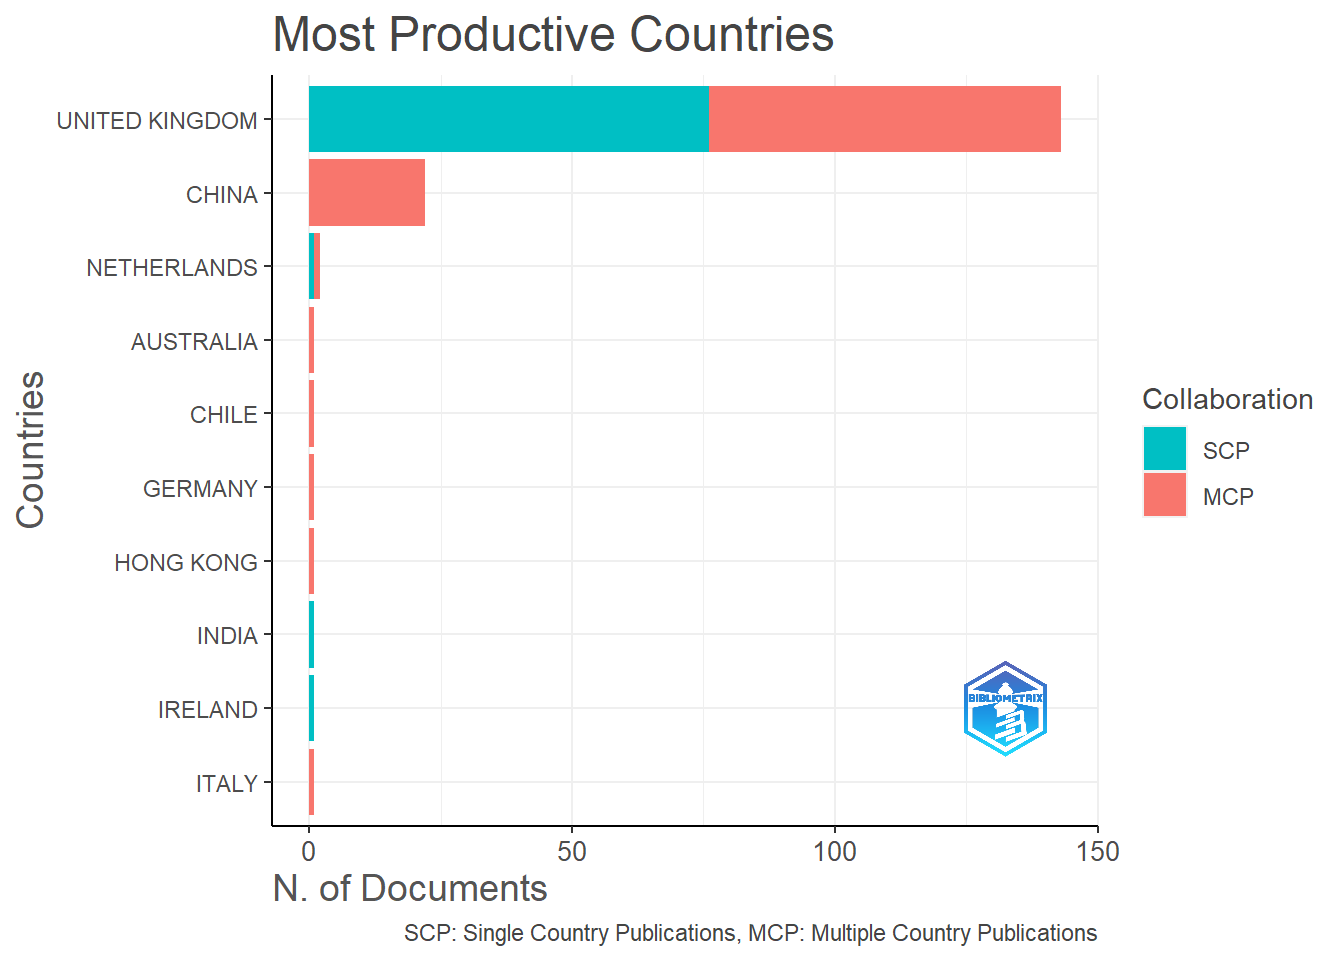 Most Productive Countries
UNITED KINGDOM
CHINA
NETHERLANDS
AUSTRALIA
CHILE
GERMANY
HONG KONG
INDIA
IRELAND
ITALY
Countries
0 50 100 150
N. of Documents
SCP: Single Country Publications, MCP: Multiple Country Publications
Collaboration
SCP
MCP
BIBLIOMETRIX